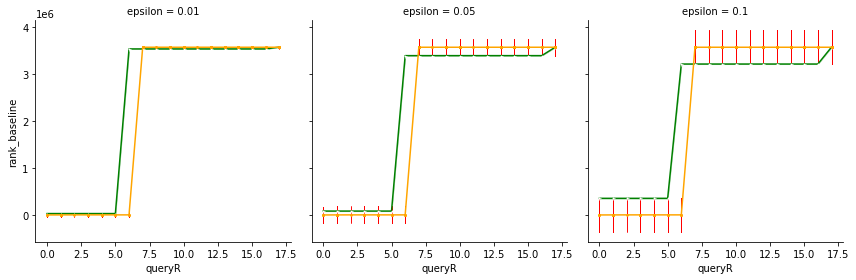 epsilon = 0.01
epsilon = 0.05
epsilon = 0.1
1e6
4
3
2
1
0
rank_baseline
0.0 2.5 5.0 7.5 10.0 12.5 15.0 17.5
0.0 2.5 5.0 7.5 10.0 12.5 15.0 17.5
0.0 2.5 5.0 7.5 10.0 12.5 15.0 17.5
queryR
queryR
queryR